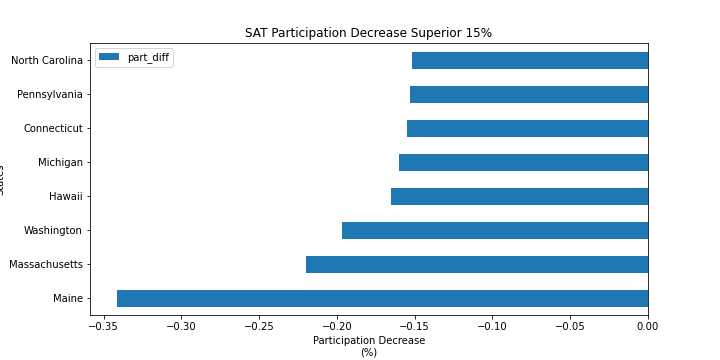 SAT Participation Decrease Superior 15%
part_diff
North Carolina
Pennsylvania
Connecticut
Michigan
Hawaii
Washington
Massachusetts
Maine
−0.35 −0.30 −0.25 −0.20 −0.15 −0.10 −0.05 0.00
Participation Decrease
(%)